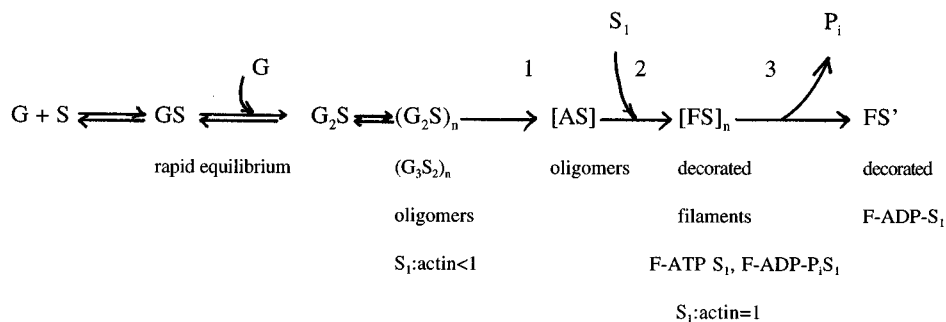 S₁ Pᵢ
G 1 2 3
G + S GS G₂S (G₂S)ₙ [AS] [FS]ₙ FS'
rapid equilibrium (G₃S₂)ₙ oligomers decorated decorated
oligomers filaments F-ADP-S₁
S₁:actin<1 F-ATP S₁, F-ADP-PᵢS₁
S₁:actin=1